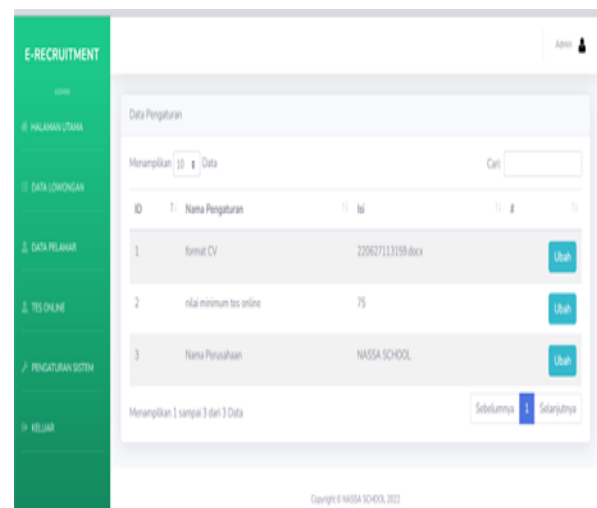 E-RECRUITMENT
Admin
ADMIN
HALAMAN UTAMA
DATA LOWONGAN
DATA PELAMAR
TES ONLINE
PENGATURAN SISTEM
KELUAR
Data Pengaturan
Menampilkan 10 Data
Cari:
ID Nama Pengaturan Isi #
1 format CV 220627113159.docx Ubah
2 nilai minimum tes online 75 Ubah
3 Nama Perusahaan NASSA SCHOOL Ubah
Menampilkan 1 sampai 3 dari 3 Data
Sebelumnya 1 Selanjutnya
Copyright © NASSA SCHOOL 2022